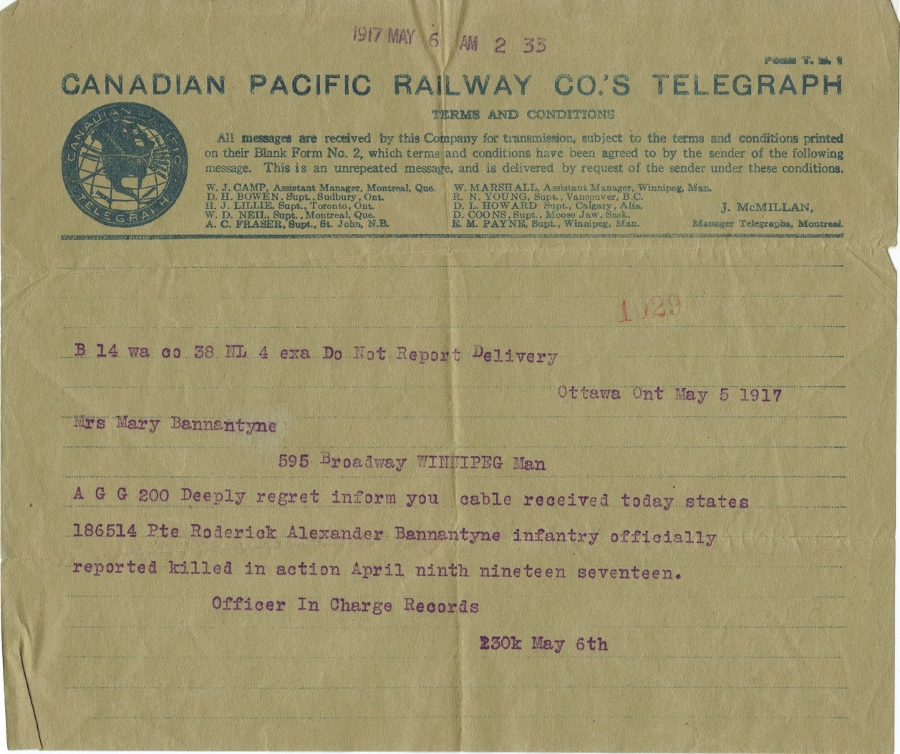 1917 MAY 6 AM 2 33
FORM T. D. 1
CANADIAN PACIFIC RAILWAY CO.'S TELEGRAPH
TERMS AND CONDITIONS
All messages are received by this Company for transmission, subject to the terms and conditions printed
on their Blank Form No. 2, which terms and conditions have been agreed to by the sender of the following
message. This is an unrepeated message, and is delivered by request of the sender under these conditions.
CANADIAN PACIFIC
TELEGRAPH
W. J. CAMP, Assistant Manager, Montreal, Que.
D. H. BOWEN, Supt., Sudbury, Ont.
H. J. LILLIE, Supt., Toronto, Ont.
W. D. NEIL, Supt., Montreal, Que.
A. C. FRASER, Supt., St. John, N.B.
W. MARSHALL, Assistant Manager, Winnipeg, Man.
R. N. YOUNG, Supt., Vancouver, B.C.
D. L. HOWARD Supt., Calgary, Alta.
D. COONS, Supt., Moose Jaw, Sask.
E. M. PAYNE, Supt., Winnipeg, Man.
J. McMILLAN,
Manager Telegraphs, Montreal.
1029
B 14 wa co 38 NL 4 exa Do Not Report Delivery
Ottawa Ont May 5 1917
Mrs Mary Bannantyne
595 Broadway WINNIPEG Man
A G G 200 Deeply regret inform you cable received today states
186514 Pte Roderick Alexander Bannantyne infantry officially
reported killed in action April ninth nineteen seventeen.
Officer In Charge Records
230k May 6th